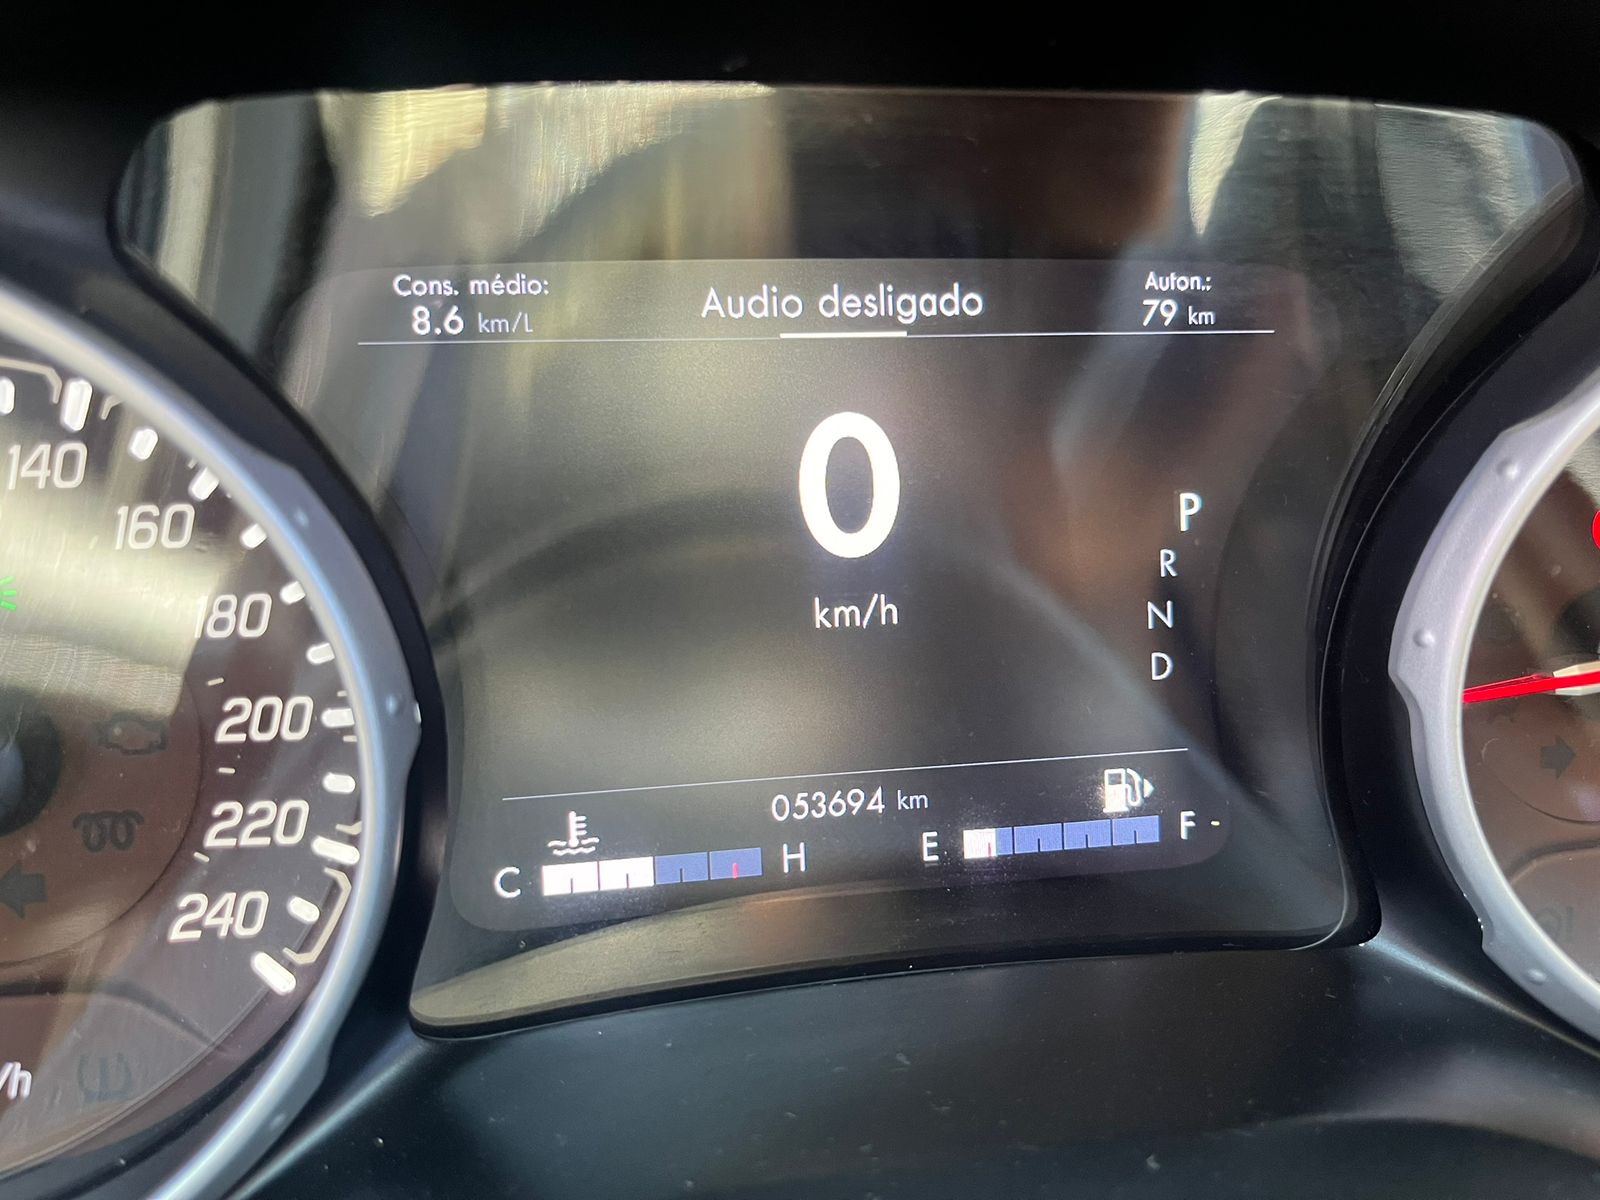 Cons. médio:
8.6 km/L
Audio desligado
Auton.:
79 km
0
km/h
P
R
N
D
053694 km
C
H
E
F
140
160
180
200
220
240
/h